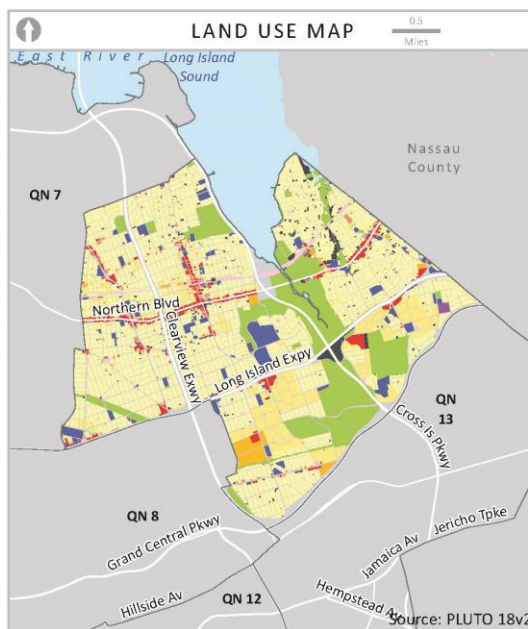 LAND USE MAP
0.5
Miles
East River
Long Island
Sound
Nassau
County
QN 7
Northern Blvd
Clearview Exwy
Long Island Expy
QN
13
Cross Is Pkwy
QN 8
Grand Central Pkwy
Jericho Tpke
Jamaica Av
Hillside Av
QN 12
Hempstead Av
Source: PLUTO 18v2